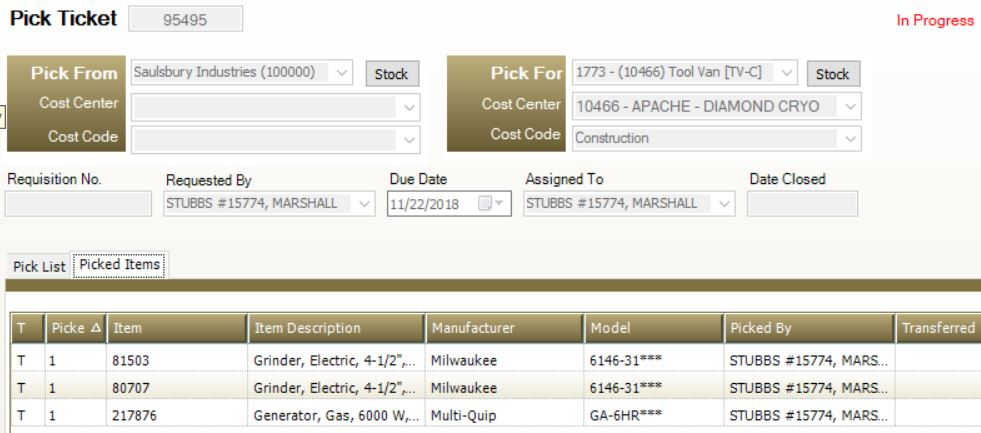 Pick Ticket 95495 In Progress
Pick From Saulsbury Industries (100000) Stock Pick For 1773 - (10466) Tool Van [TV-C] Stock
Cost Center Cost Center 10466 - APACHE - DIAMOND CRYO
Cost Code Cost Code Construction
Requisition No. Requested By Due Date Assigned To Date Closed
STUBBS #15774, MARSHALL 11/22/2018 STUBBS #15774, MARSHALL
Pick List Picked Items
T Picke Item Item Description Manufacturer Model Picked By Transferred
T 1 81503 Grinder, Electric, 4-1/2",... Milwaukee 6146-31*** STUBBS #15774, MARS...
T 1 80707 Grinder, Electric, 4-1/2",... Milwaukee 6146-31*** STUBBS #15774, MARS...
T 1 217876 Generator, Gas, 6000 W,... Multi-Quip GA-6HR*** STUBBS #15774, MARS...